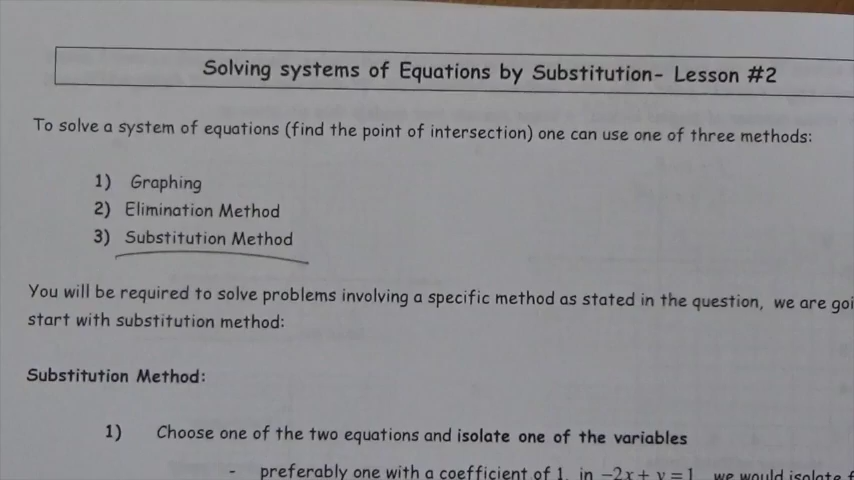 Solving systems of Equations by Substitution- Lesson #2
To solve a system of equations (find the point of intersection) one can use one of three methods:
1) Graphing
2) Elimination Method
3) Substitution Method
You will be required to solve problems involving a specific method as stated in the question, we are goi
start with substitution method:
Substitution Method:
1) Choose one of the two equations and isolate one of the variables
- preferably one with a coefficient of 1, in −2x + y = 1 we would isolate f